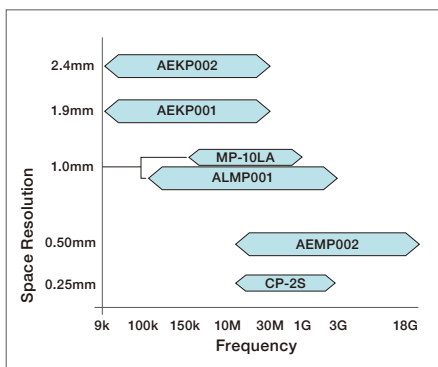 2.4mm
AEKP002
1.9mm
AEKP001
MP-10LA
1.0mm
ALMP001
0.50mm
AEMP002
0.25mm
CP-2S
Space Resolution
9k 100k 150k 10M 30M 1G 3G 18G
Frequency